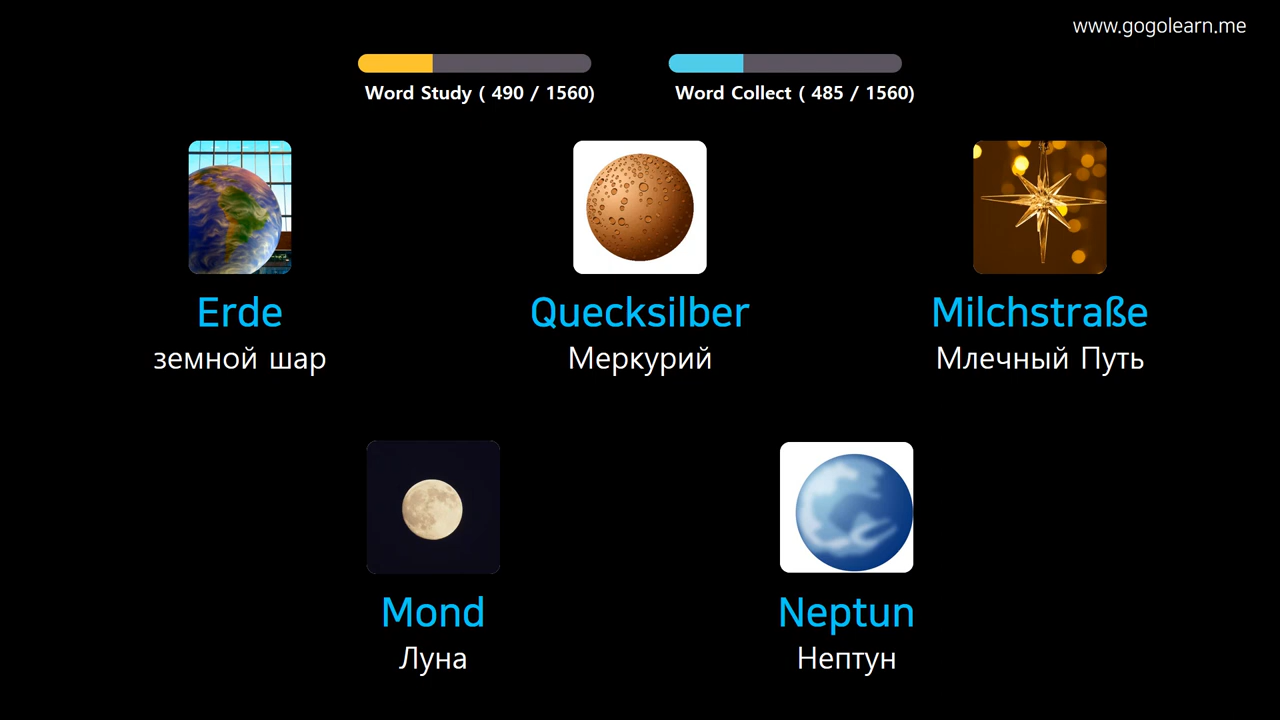 www.gogolearn.me
Word Study ( 490 / 1560)
Word Collect ( 485 / 1560)
Erde
земной шар
Quecksilber
Меркурий
Milchstraße
Млечный Путь
Mond
Луна
Neptun
Нептун